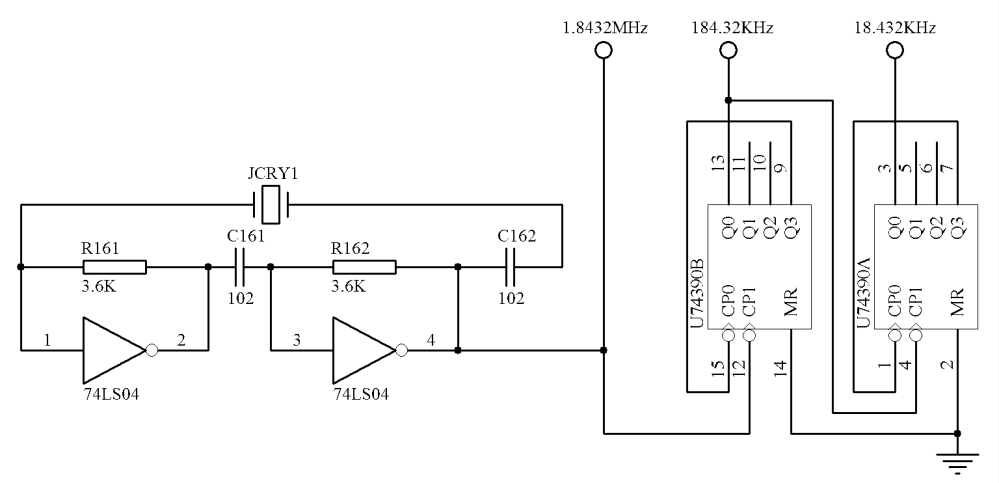 1.8432MHz 184.32KHz 18.432KHz
JCRY1
13 11 10 9 3 5 6 7
Q0 Q1 Q2 Q3 Q0 Q1 Q2 Q3
R161 C161 R162 C162
3.6K 102 3.6K 102
U74390B CP0 CP1 MR U74390A CP0 CP1 MR
1 2 3 4
15 12 14 1 4 2
74LS04 74LS04